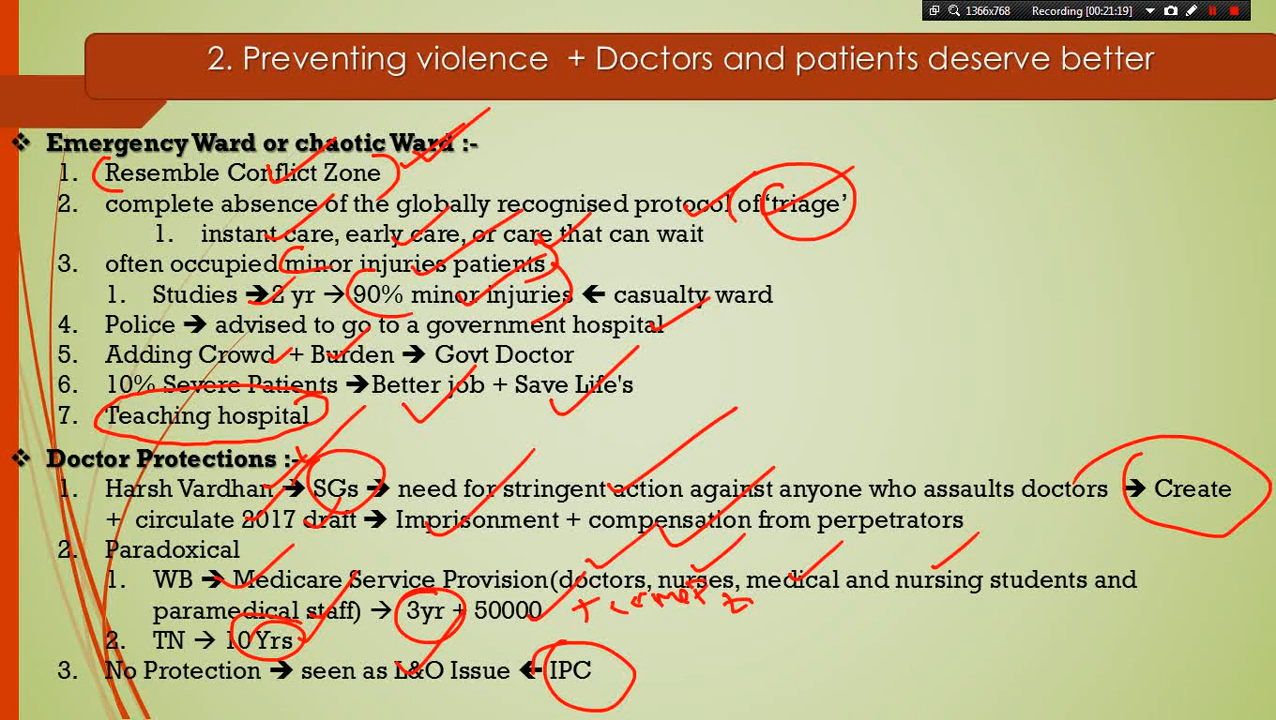 1366x768 Recording [00:21:19]
2. Preventing violence + Doctors and patients deserve better
❖ Emergency Ward or chaotic Ward :-
1. Resemble Conflict Zone
2. complete absence of the globally recognised protocol of 'triage'
1. instant care, early care, or care that can wait
3. often occupied minor injuries patients
1. Studies ➔ 2 yr → 90% minor injuries 🡸 casualty ward
4. Police ➔ advised to go to a government hospital
5. Adding Crowd + Burden ➔ Govt Doctor
6. 10% Severe Patients ➔ Better job + Save Life's
7. Teaching hospital
❖ Doctor Protections :-
1. Harsh Vardhan ➔ SGs ➔ need for stringent action against anyone who assaults doctors ➔ Create
+ circulate 2017 draft ➔ Imprisonment + compensation from perpetrators
2. Paradoxical
1. WB ➔ Medicare Service Provision(doctors, nurses, medical and nursing students and
paramedical staff) → 3yr + 50000
2. TN → 10 Yrs
3. No Protection ➔ seen as L&O Issue 🡸 IPC